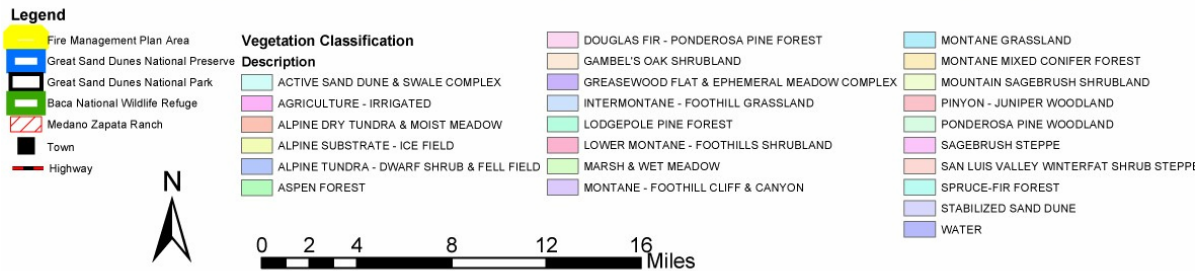 Legend
Fire Management Plan Area
Great Sand Dunes National Preserve
Great Sand Dunes National Park
Baca National Wildlife Refuge
Medano Zapata Ranch
Town
Highway
Vegetation Classification
Description
ACTIVE SAND DUNE & SWALE COMPLEX
AGRICULTURE - IRRIGATED
ALPINE DRY TUNDRA & MOIST MEADOW
ALPINE SUBSTRATE - ICE FIELD
ALPINE TUNDRA - DWARF SHRUB & FELL FIELD
ASPEN FOREST
DOUGLAS FIR - PONDEROSA PINE FOREST
GAMBEL'S OAK SHRUBLAND
GREASEWOOD FLAT & EPHEMERAL MEADOW COMPLEX
INTERMONTANE - FOOTHILL GRASSLAND
LODGEPOLE PINE FOREST
LOWER MONTANE - FOOTHILLS SHRUBLAND
MARSH & WET MEADOW
MONTANE - FOOTHILL CLIFF & CANYON
MONTANE GRASSLAND
MONTANE MIXED CONIFER FOREST
MOUNTAIN SAGEBRUSH SHRUBLAND
PINYON - JUNIPER WOODLAND
PONDEROSA PINE WOODLAND
SAGEBRUSH STEPPE
SAN LUIS VALLEY WINTERFAT SHRUB STEPPE
SPRUCE-FIR FOREST
STABILIZED SAND DUNE
WATER
N
0 2 4 8 12 16
Miles